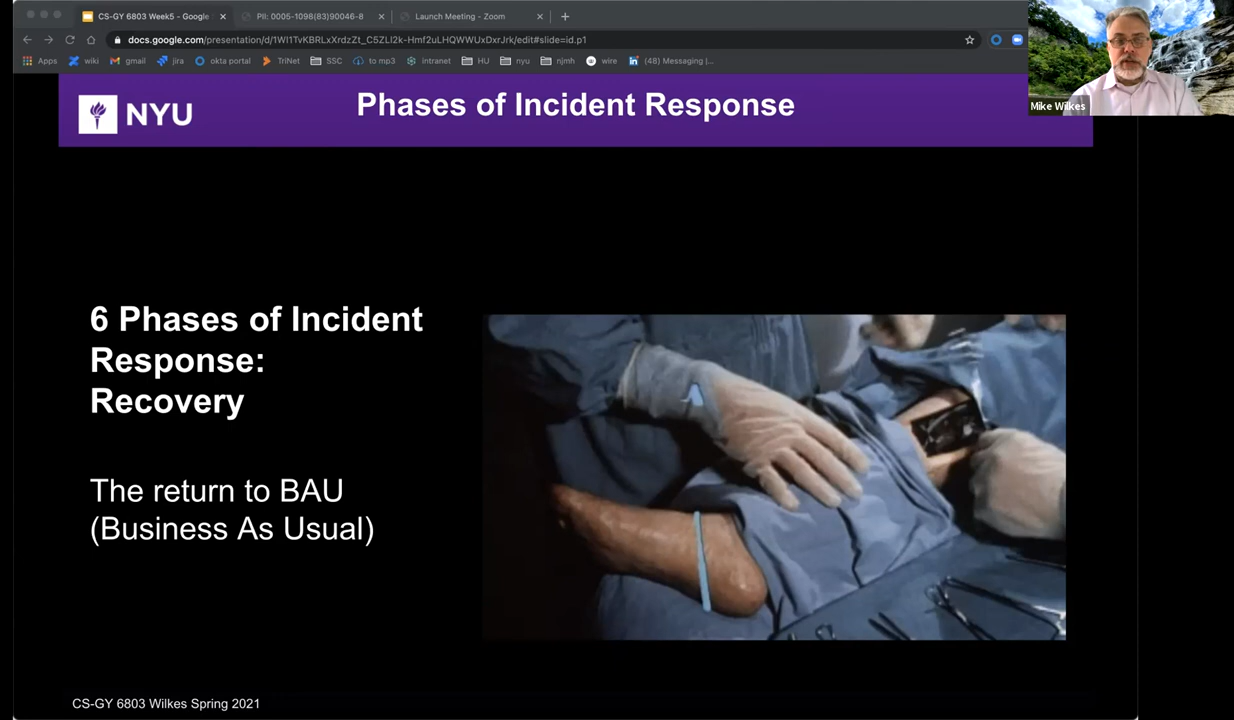 CS-GY 6803 Week5 - Google
PII: 0005-1098(83)90046-8
Launch Meeting - Zoom
docs.google.com/presentation/d/1WI1TvKBRLxXrdzZt_C5ZLI2k-Hmf2uLHQWWUxDxrJrk/edit#slide=id.p1
Apps wiki gmail jira okta portal TriNet SSC to mp3 intranet HU nyu njmh wire (48) Messaging |...
NYU
Phases of Incident Response
Mike Wilkes
6 Phases of Incident
Response:
Recovery
The return to BAU
(Business As Usual)
CS-GY 6803 Wilkes Spring 2021